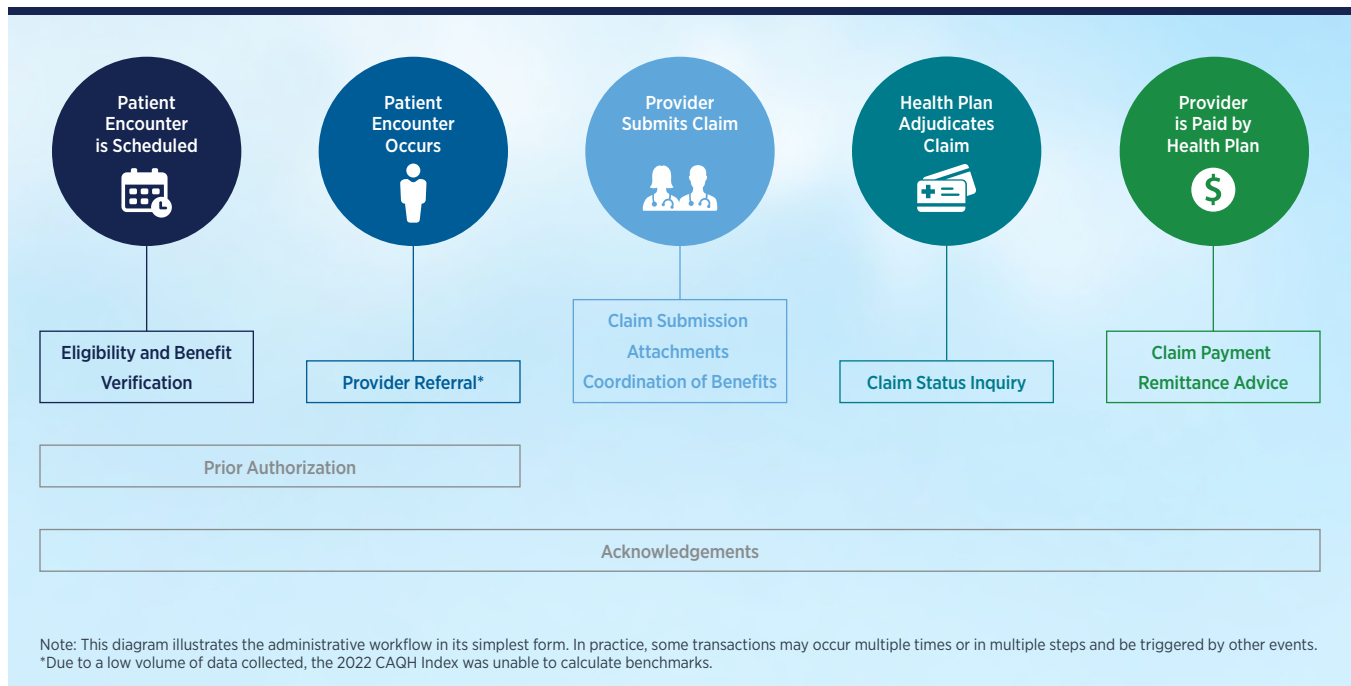 Patient
Encounter
is Scheduled
Patient
Encounter
Occurs
Provider
Submits Claim
Health Plan
Adjudicates
Claim
Provider
is Paid by
Health Plan
$
Eligibility and Benefit
Verification
Provider Referral*
Claim Submission
Attachments
Coordination of Benefits
Claim Status Inquiry
Claim Payment
Remittance Advice
Prior Authorization
Acknowledgements
Note: This diagram illustrates the administrative workflow in its simplest form. In practice, some transactions may occur multiple times or in multiple steps and be triggered by other events.
*Due to a low volume of data collected, the 2022 CAQH Index was unable to calculate benchmarks.